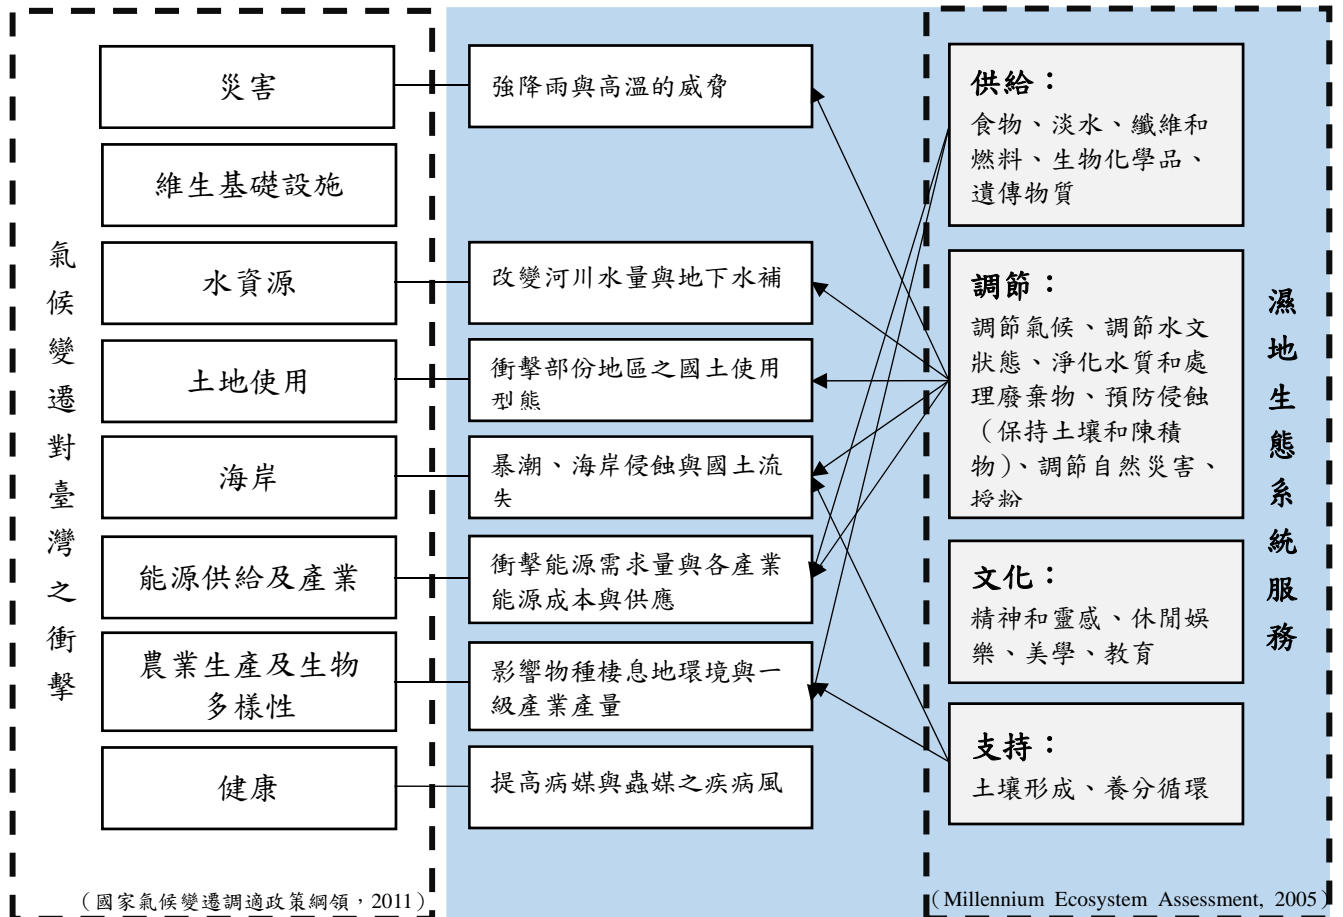 氣候變遷對臺灣之衝擊
災害
維生基礎設施
水資源
土地使用
海岸
能源供給及產業
農業生產及生物
多樣性
健康
(國家氣候變遷調適政策綱領，2011)
強降雨與高溫的威脅
改變河川水量與地下水補
衝擊部份地區之國土使用
型態
暴潮、海岸侵蝕與國土流
失
衝擊能源需求量與各產業
能源成本與供應
影響物種棲息地環境與一
級產業產量
提高病媒與蟲媒之疾病風
供給：
食物、淡水、纖維和
燃料、生物化學品、
遺傳物質
調節：
調節氣候、調節水文
狀態、淨化水質和處
理廢棄物、預防侵蝕
（保持土壤和陳積
物）、調節自然災害、
授粉
文化：
精神和靈感、休閒娛
樂、美學、教育
支持：
土壤形成、養分循環
濕地生態系統服務
(Millennium Ecosystem Assessment, 2005)